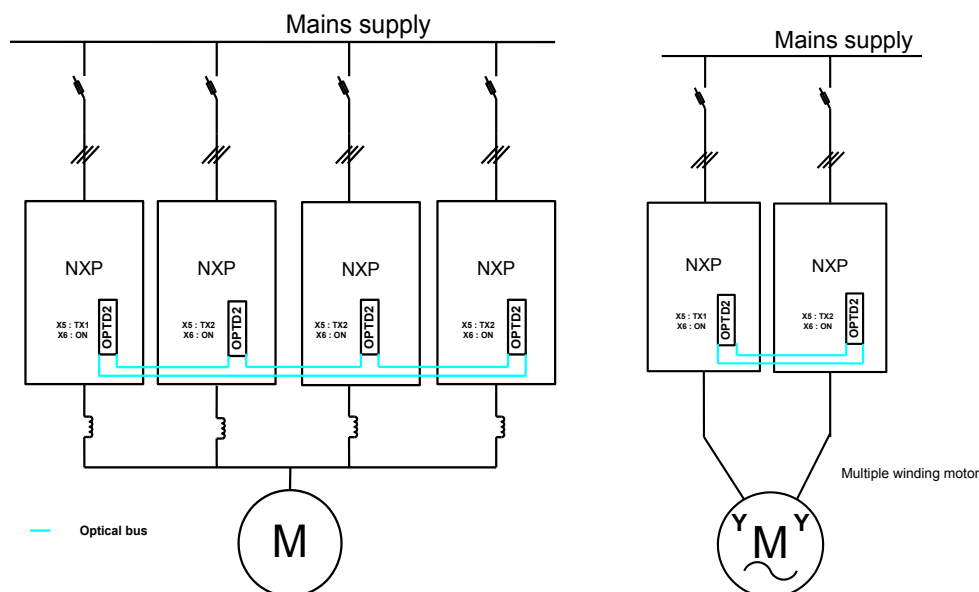 Mains supply
NXP
X5 : TX1
X6 : ON
OPTD2
NXP
X5 : TX2
X6 : ON
OPTD2
NXP
X5 : TX2
X6 : ON
OPTD2
NXP
X5 : TX2
X6 : ON
OPTD2
M
Optical bus
Mains supply
NXP
X5 : TX1
X6 : ON
OPTD2
NXP
X5 : TX2
X6 : ON
OPTD2
Multiple winding motor
Y M Y